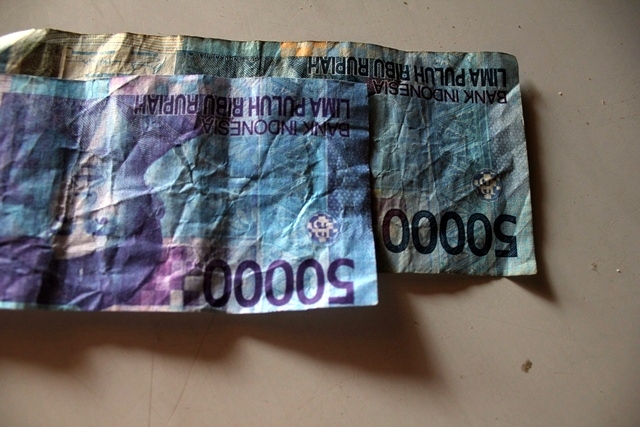 50000
BANK INDONESIA
LIMA PULUH RIBU RUPIAH
50000
BANK INDONESIA
LIMA PULUH RIBU RUPIAH